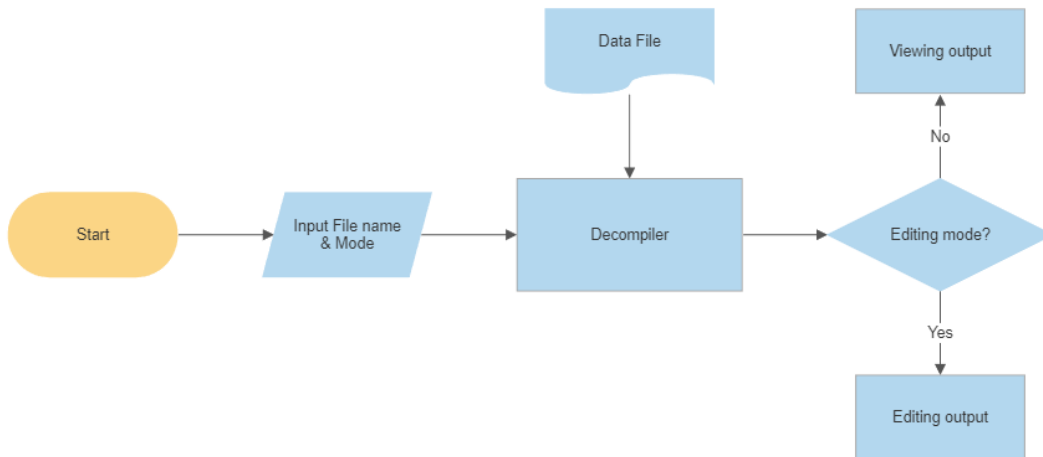 Data File
Viewing output
No
Start
Input File name
& Mode
Decompiler
Editing mode?
Yes
Editing output